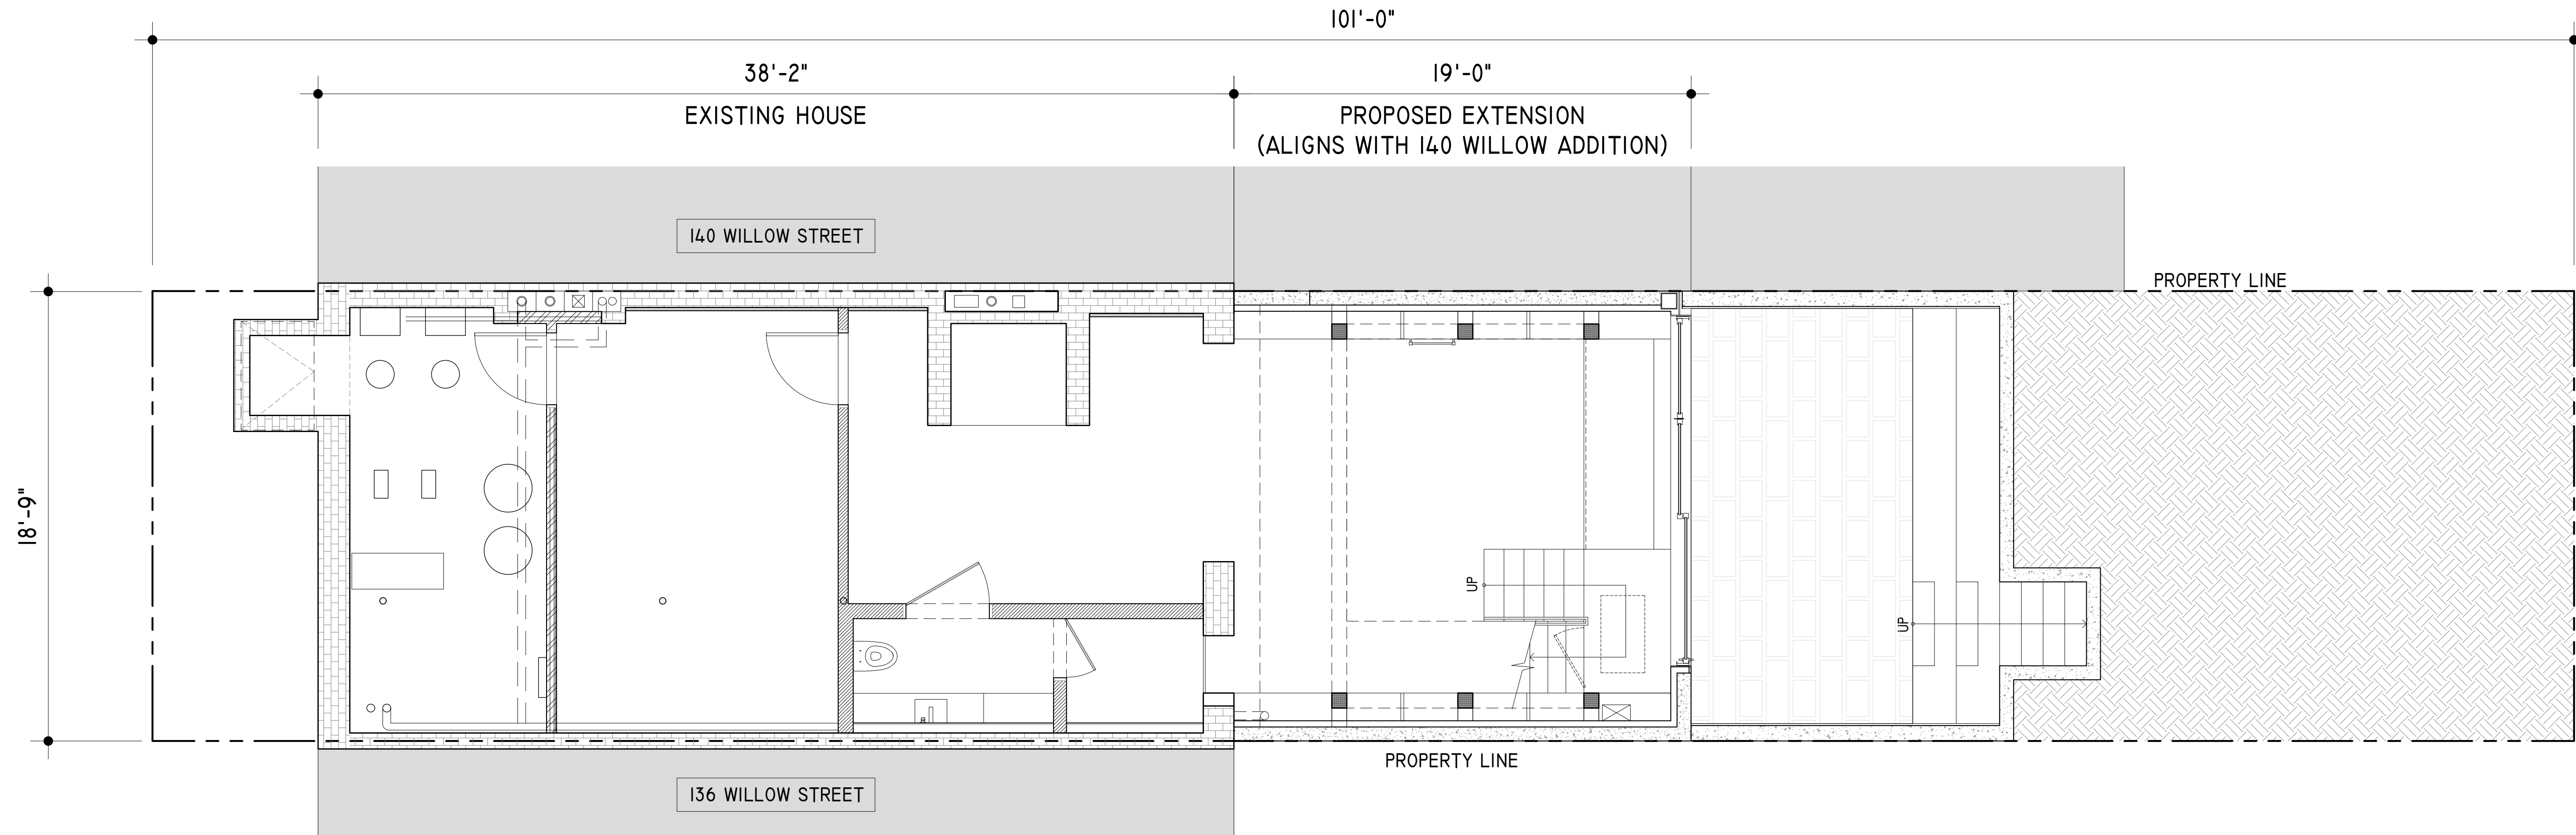 101'-0"
38'-2"
19'-0"
EXISTING HOUSE
PROPOSED EXTENSION
(ALIGNS WITH 140 WILLOW ADDITION)
140 WILLOW STREET
PROPERTY LINE
18'-9"
UP
UP
PROPERTY LINE
136 WILLOW STREET